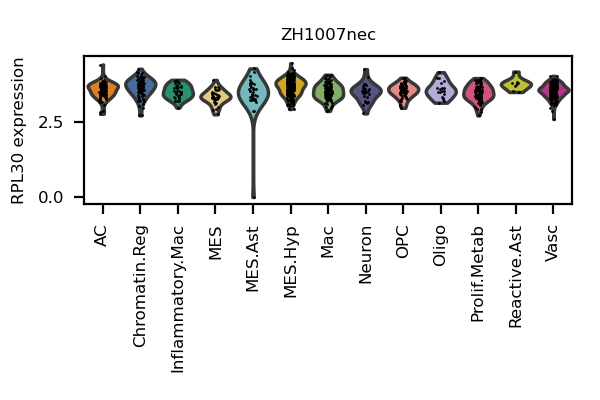 ZH1007nec
RPL30 expression
2.5
0.0
AC
Chromatin.Reg
Inflammatory.Mac
MES
MES.Ast
MES.Hyp
Mac
Neuron
OPC
Oligo
Prolif.Metab
Reactive.Ast
Vasc